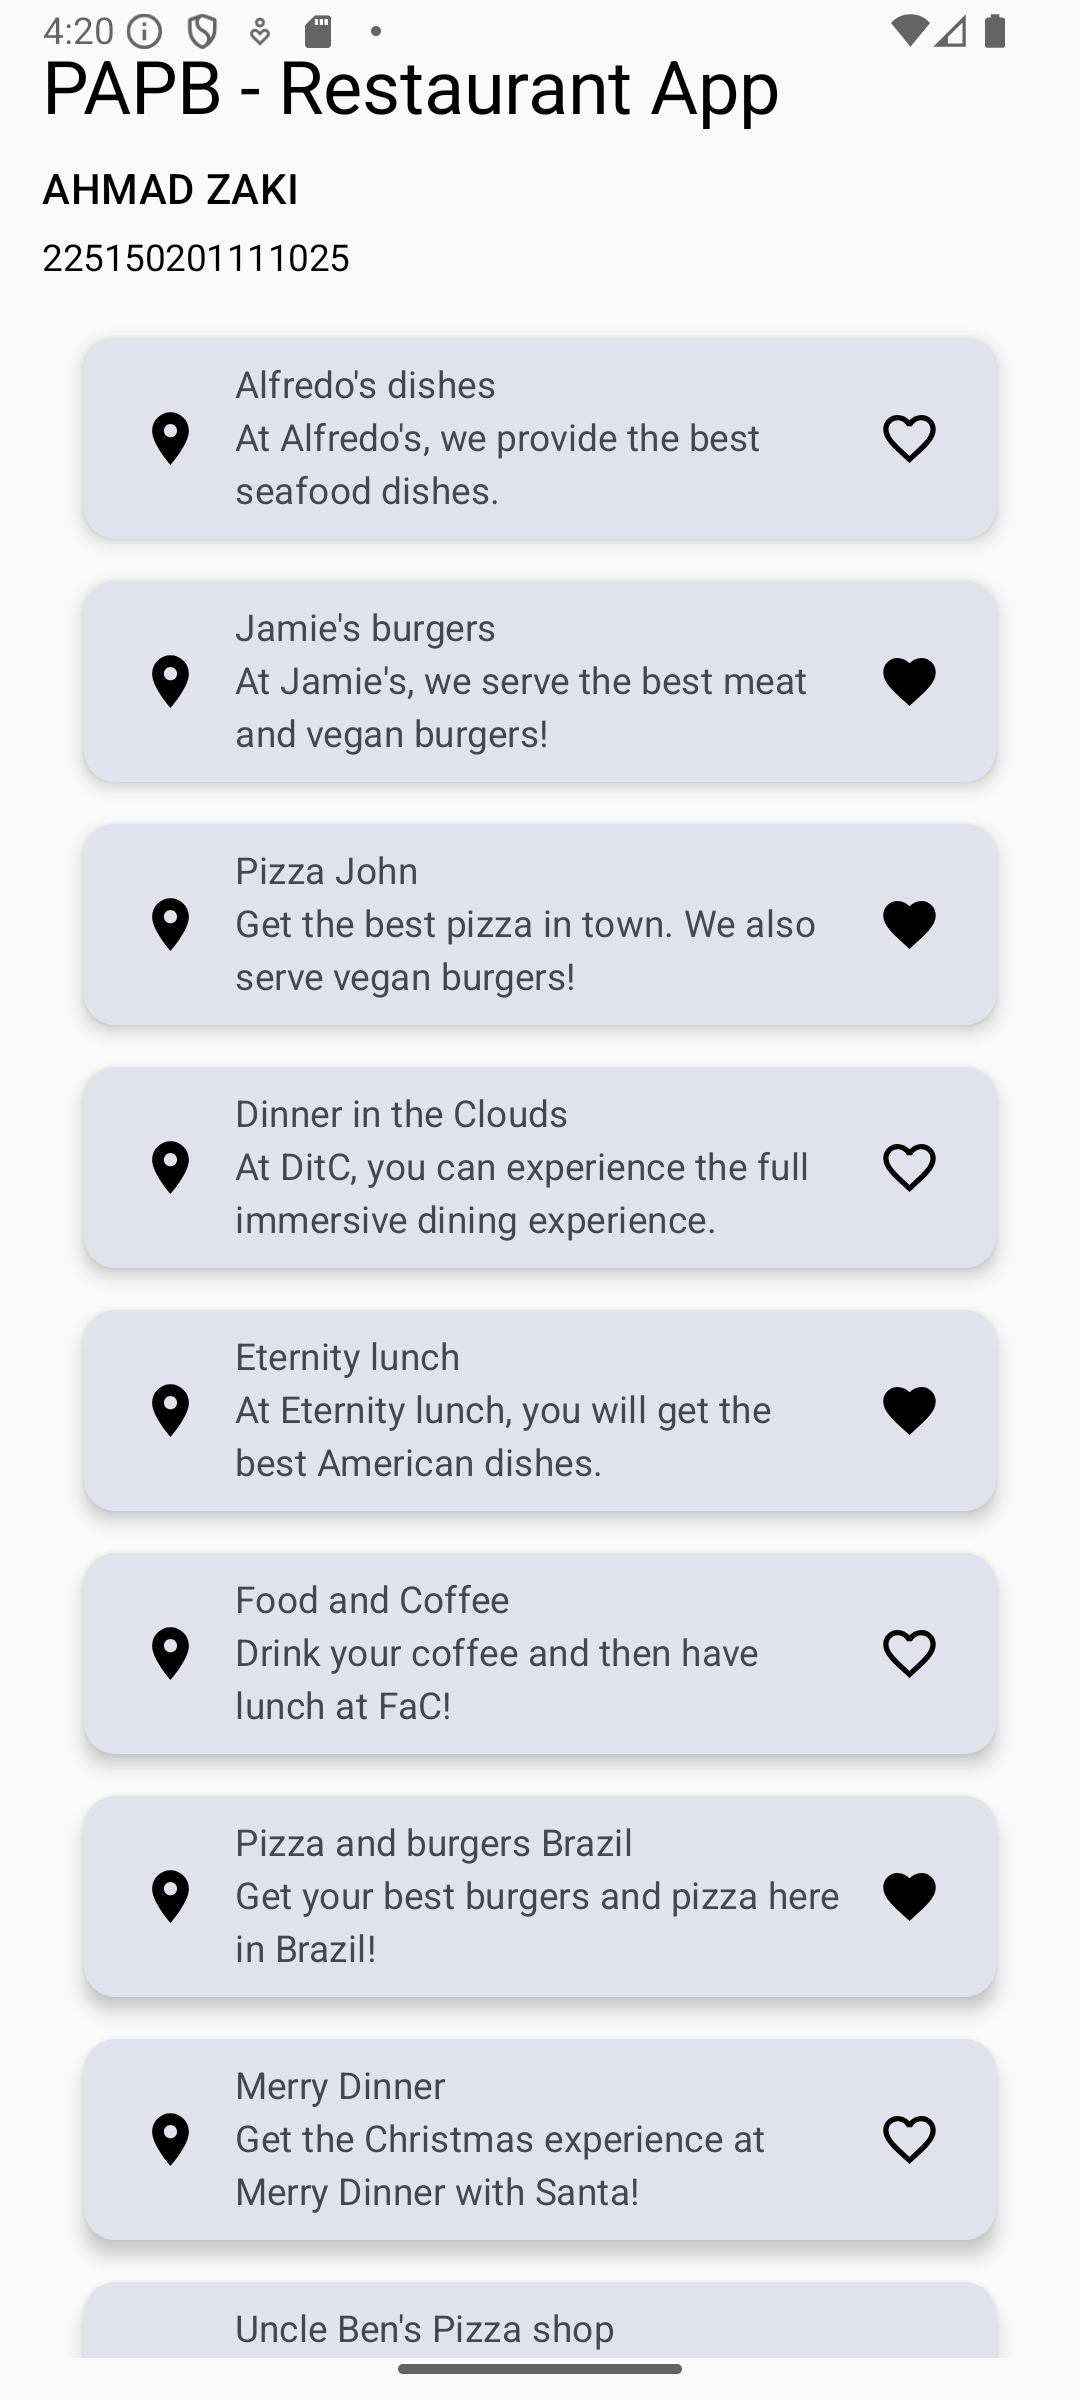 4:20
PAPB - Restaurant App
AHMAD ZAKI
225150201111025
Alfredo's dishes
At Alfredo's, we provide the best
seafood dishes.
Jamie's burgers
At Jamie's, we serve the best meat
and vegan burgers!
Pizza John
Get the best pizza in town. We also
serve vegan burgers!
Dinner in the Clouds
At DitC, you can experience the full
immersive dining experience.
Eternity lunch
At Eternity lunch, you will get the
best American dishes.
Food and Coffee
Drink your coffee and then have
lunch at FaC!
Pizza and burgers Brazil
Get your best burgers and pizza here
in Brazil!
Merry Dinner
Get the Christmas experience at
Merry Dinner with Santa!
Uncle Ben's Pizza shop